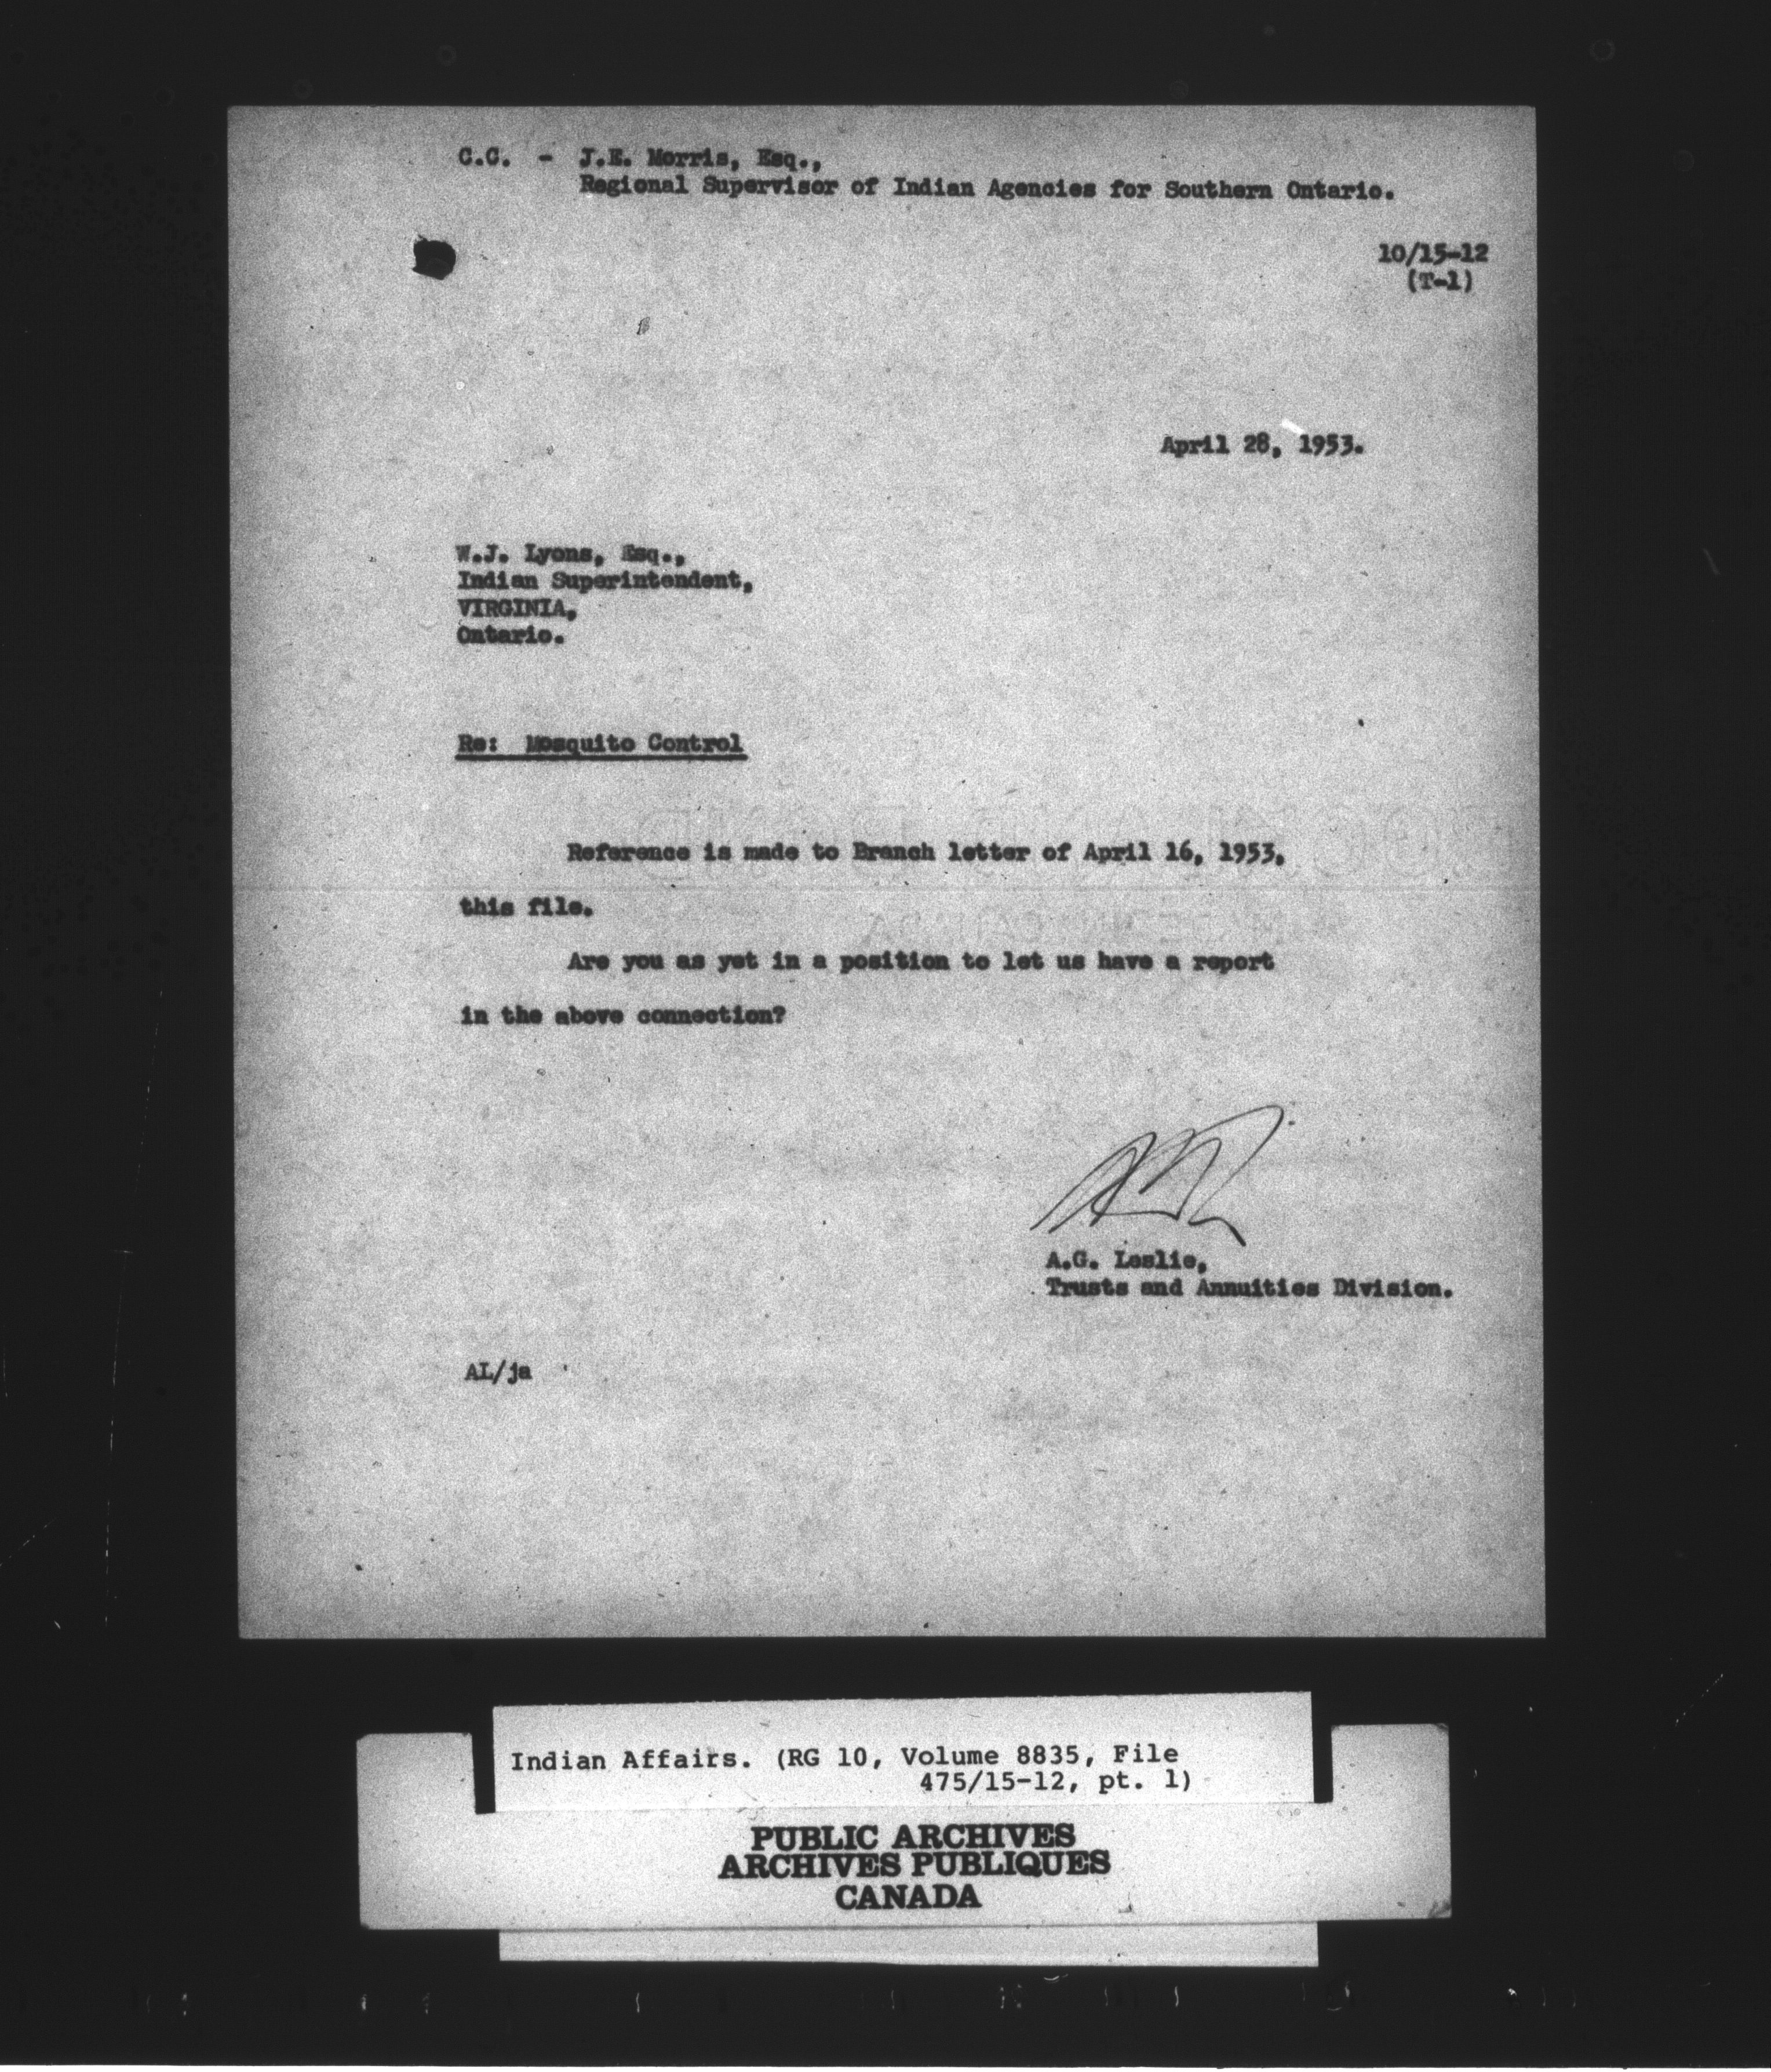 C.C. - J.E. Morris, Esq.,
Regional Supervisor of Indian Agencies for Southern Ontario.
10/15-12
(T-1)
April 28, 1953.
W.J. Lyons, Esq.,
Indian Superintendent,
VIRGINIA,
Ontario.
Re: Mosquito Control
Reference is made to Branch letter of April 16, 1953,
this file.
Are you as yet in a position to let us have a report
in the above connection?
A.G. Leslie,
Trusts and Annuities Division.
AL/ja
Indian Affairs. (RG 10, Volume 8835, File
475/15-12, pt. 1)
PUBLIC ARCHIVES
ARCHIVES PUBLIQUES
CANADA